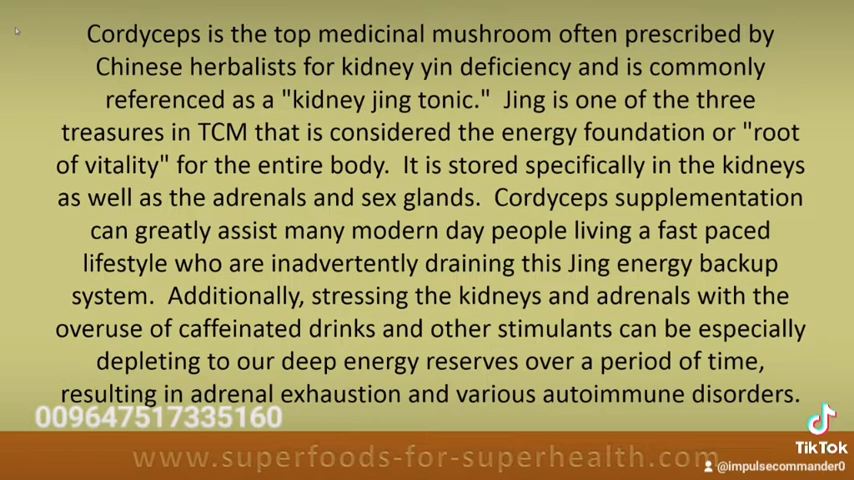 Cordyceps is the top medicinal mushroom often prescribed by
Chinese herbalists for kidney yin deficiency and is commonly
referenced as a "kidney jing tonic."  Jing is one of the three
treasures in TCM that is considered the energy foundation or "root
of vitality" for the entire body.  It is stored specifically in the kidneys
as well as the adrenals and sex glands.  Cordyceps supplementation
can greatly assist many modern day people living a fast paced
lifestyle who are inadvertently draining this Jing energy backup
system.  Additionally, stressing the kidneys and adrenals with the
overuse of caffeinated drinks and other stimulants can be especially
depleting to our deep energy reserves over a period of time,
resulting in adrenal exhaustion and various autoimmune disorders.
009647517335160
www.superfoods-for-superhealth.com
TikTok
@impulsecommander0